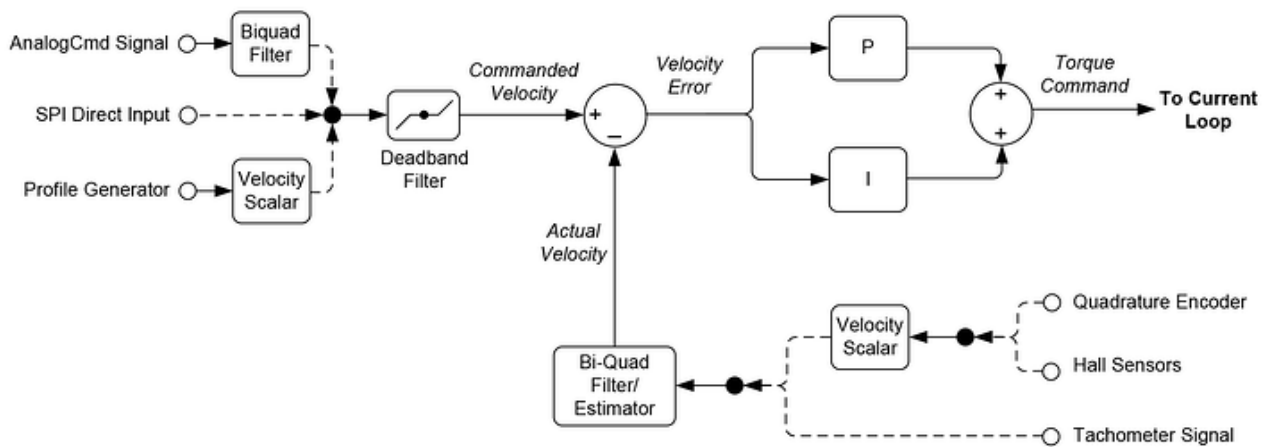 AnalogCmd Signal
Biquad
Filter
SPI Direct Input
Profile Generator
Velocity
Scalar
Deadband
Filter
Commanded
Velocity
+
–
Velocity
Error
P
I
+
+
Torque
Command
To Current
Loop
Actual
Velocity
Bi-Quad
Filter/
Estimator
Velocity
Scalar
Quadrature Encoder
Hall Sensors
Tachometer Signal